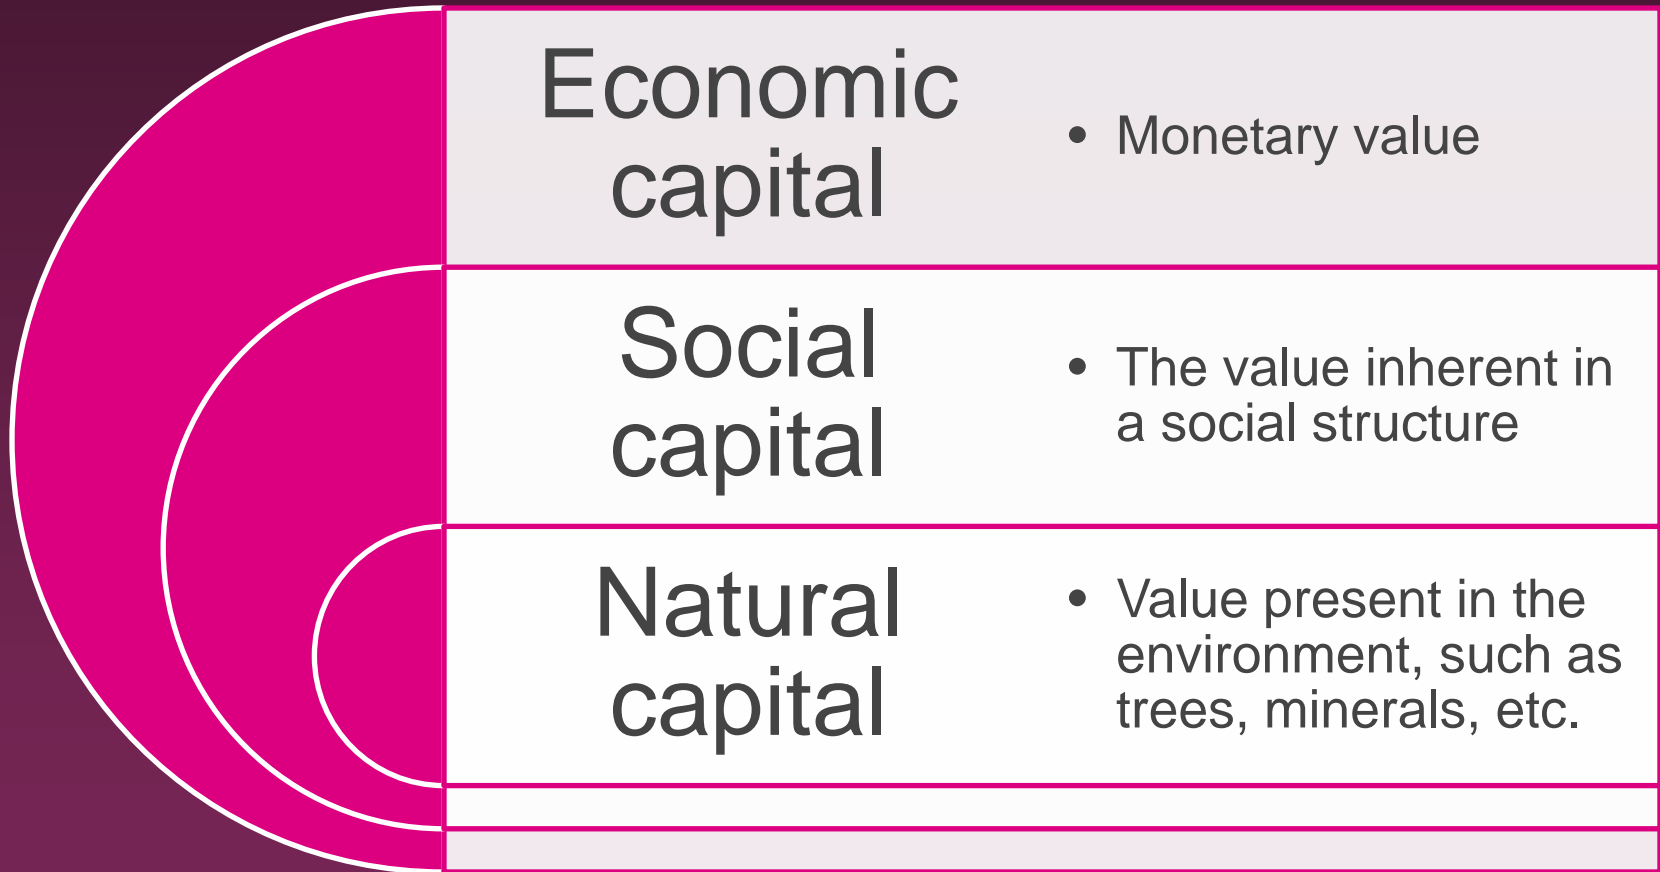 Economic
capital
• Monetary value
Social
capital
• The value inherent in
a social structure
Natural
capital
• Value present in the
environment, such as
trees, minerals, etc.